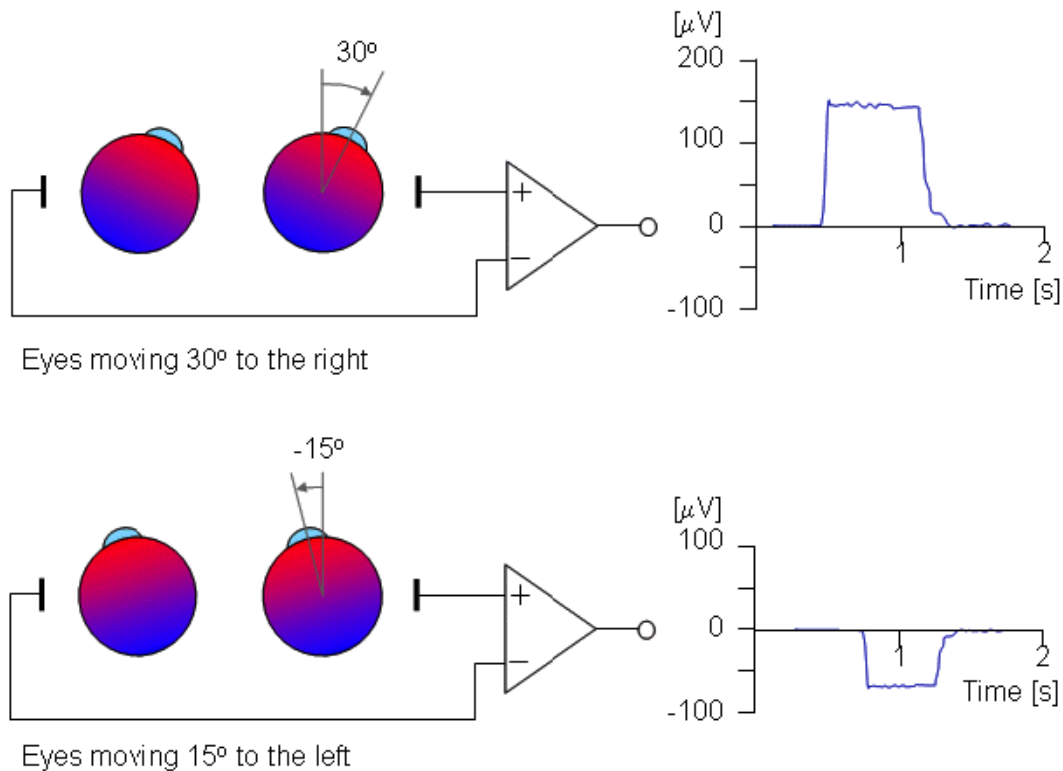 [μV]
30º
200
100
+
0
−
1
2
Time [s]
-100
Eyes moving 30º to the right
-15º
[μV]
100
+
0
−
1
2
Time [s]
-100
Eyes moving 15º to the left